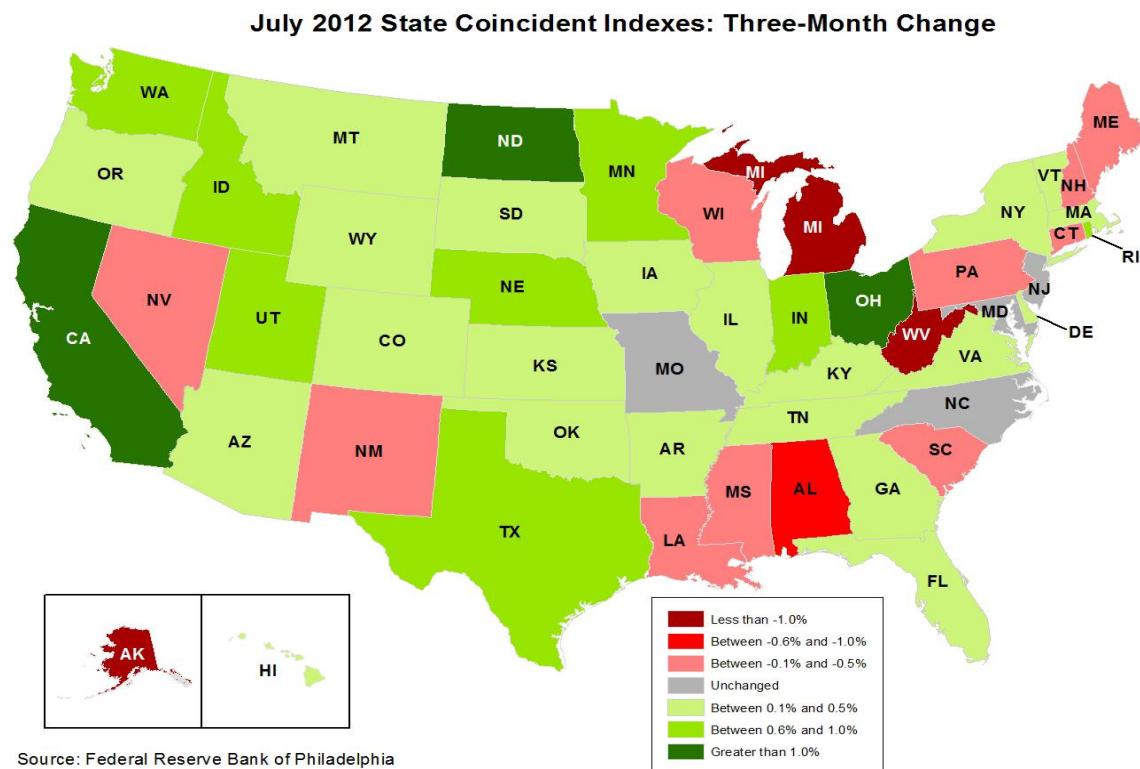 July 2012 State Coincident Indexes: Three-Month Change
WA
MT
ND
MN
ME
OR
ID
SD
WI
MI
MI
VT
NH
NY
MA
CT
RI
WY
IA
NE
PA
NJ
NV
UT
CO
IL
IN
OH
MD
DE
CA
KS
MO
WV
VA
KY
AZ
NM
OK
AR
TN
NC
SC
MS
AL
GA
TX
LA
FL
AK
HI
Less than -1.0%
Between -0.6% and -1.0%
Between -0.1% and -0.5%
Unchanged
Between 0.1% and 0.5%
Between 0.6% and 1.0%
Greater than 1.0%
Source: Federal Reserve Bank of Philadelphia